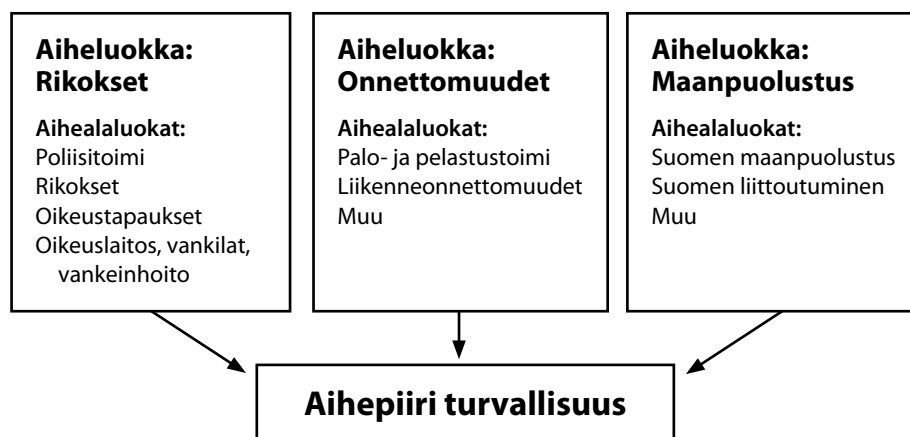 Aiheluokka:
Rikokset
Aihealaluokat:
Poliisitoimi
Rikokset
Oikeustapaukset
Oikeuslaitos, vankilat,
vankeinhoito
Aiheluokka:
Onnettomuudet
Aihealaluokat:
Palo- ja pelastustoimi
Liikenneonnettomuudet
Muu
Aiheluokka:
Maanpuolustus
Aihealaluokat:
Suomen maanpuolustus
Suomen liittoutuminen
Muu
Aihepiiri turvallisuus